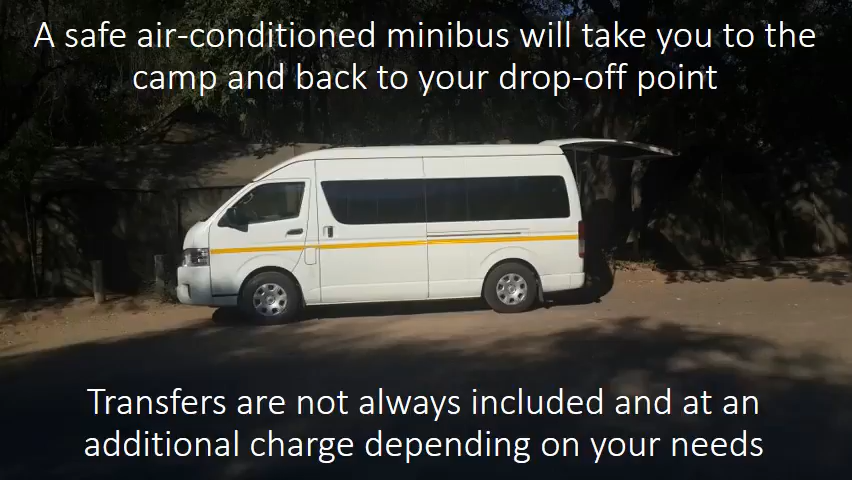 A safe air-conditioned minibus will take you to the
camp and back to your drop-off point
Transfers are not always included and at an
additional charge depending on your needs